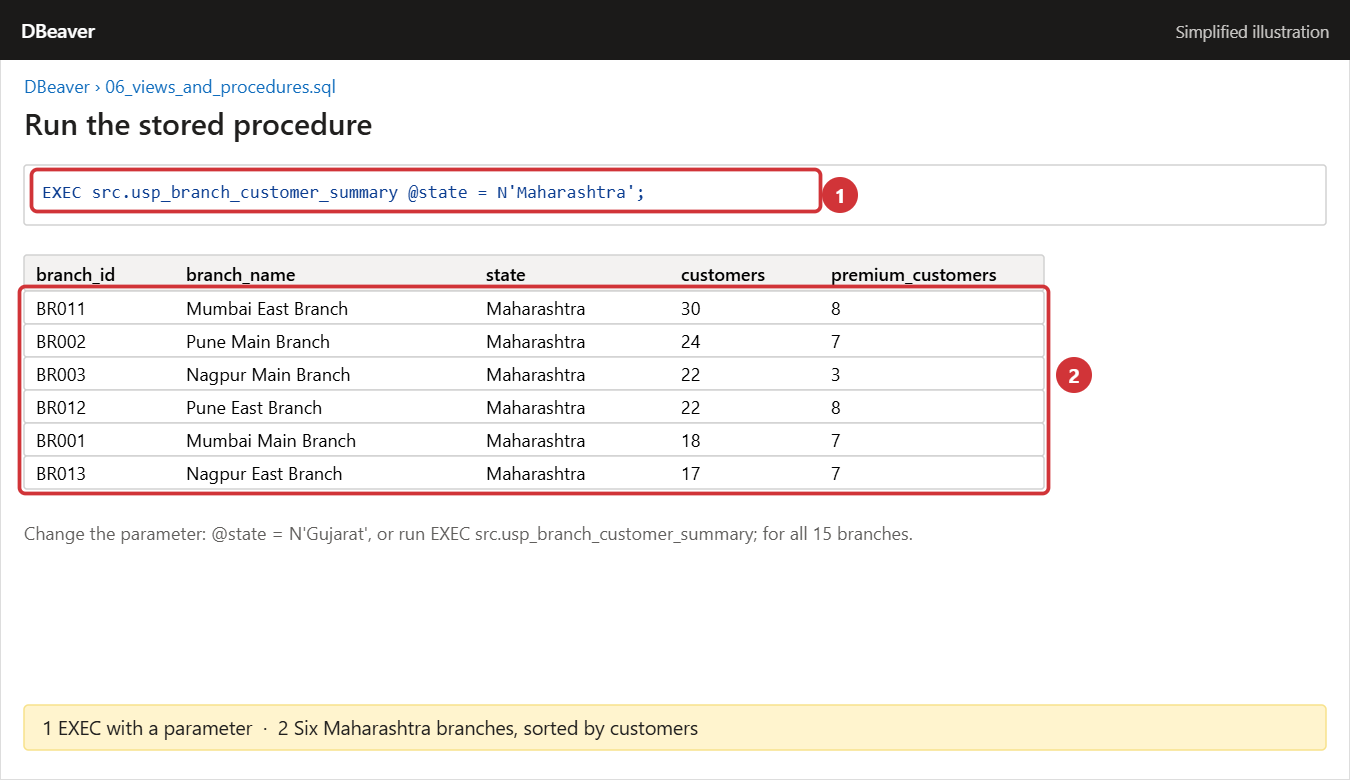 DBeaver
Simplified illustration
DBeaver › 06_views_and_procedures.sql
Run the stored procedure
EXEC src.usp_branch_customer_summary @state = N'Maharashtra';
1
branch_id branch_name state customers premium_customers
BR011 Mumbai East Branch Maharashtra 30 8
BR002 Pune Main Branch Maharashtra 24 7
BR003 Nagpur Main Branch Maharashtra 22 3
2
BR012 Pune East Branch Maharashtra 22 8
BR001 Mumbai Main Branch Maharashtra 18 7
BR013 Nagpur East Branch Maharashtra 17 7
Change the parameter: @state = N'Gujarat', or run EXEC src.usp_branch_customer_summary; for all 15 branches.
1 EXEC with a parameter · 2 Six Maharashtra branches, sorted by customers